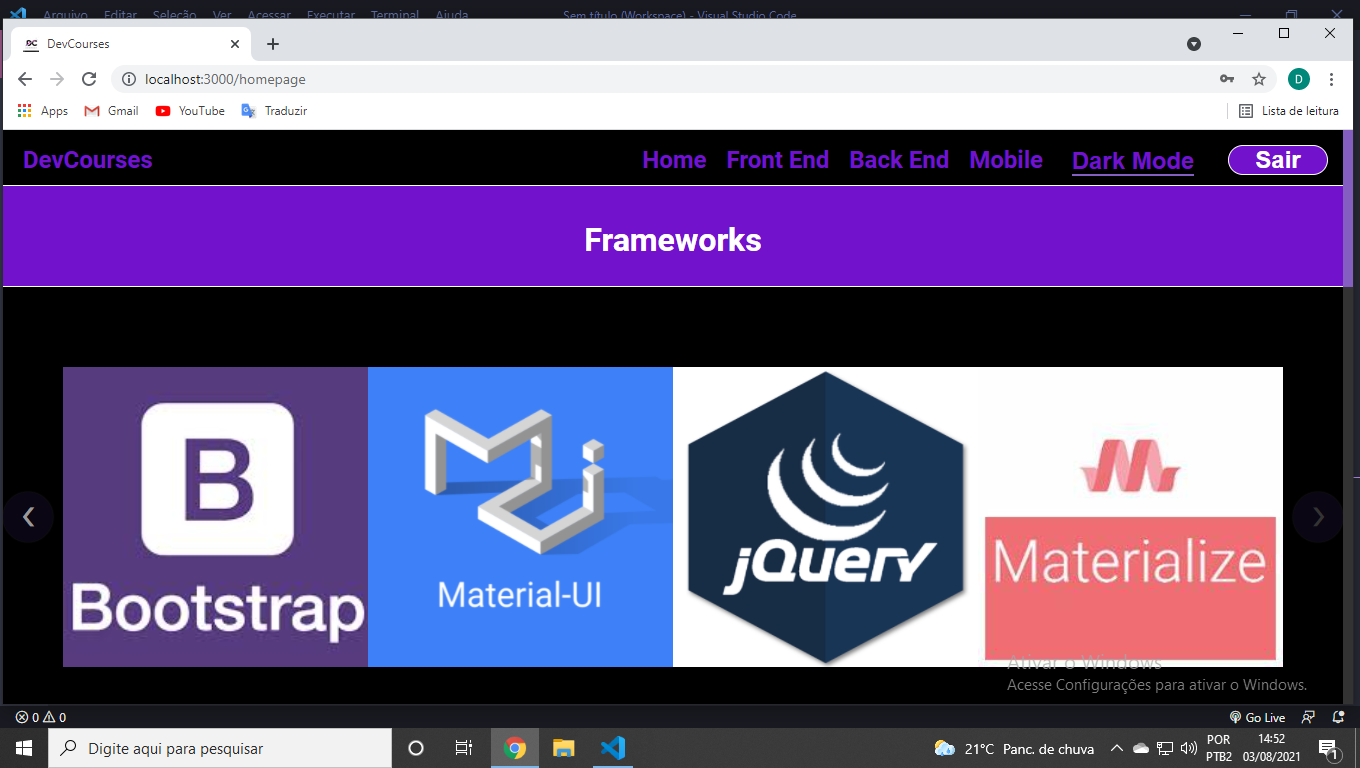 Arquivo Editar Seleção Ver Acessar Executar Terminal Ajuda Sem título (Workspace) - Visual Studio Code
DC DevCourses
localhost:3000/homepage
D
Apps Gmail YouTube Traduzir Lista de leitura
DevCourses Home Front End Back End Mobile Dark Mode Sair
Frameworks
B
Bootstrap
Material-UI
jQuery
Materialize
Ativar o Windows
Acesse Configurações para ativar o Windows.
0 0 Go Live
Digite aqui para pesquisar
21°C Panc. de chuva
POR
PTB2
14:52
03/08/2021
1